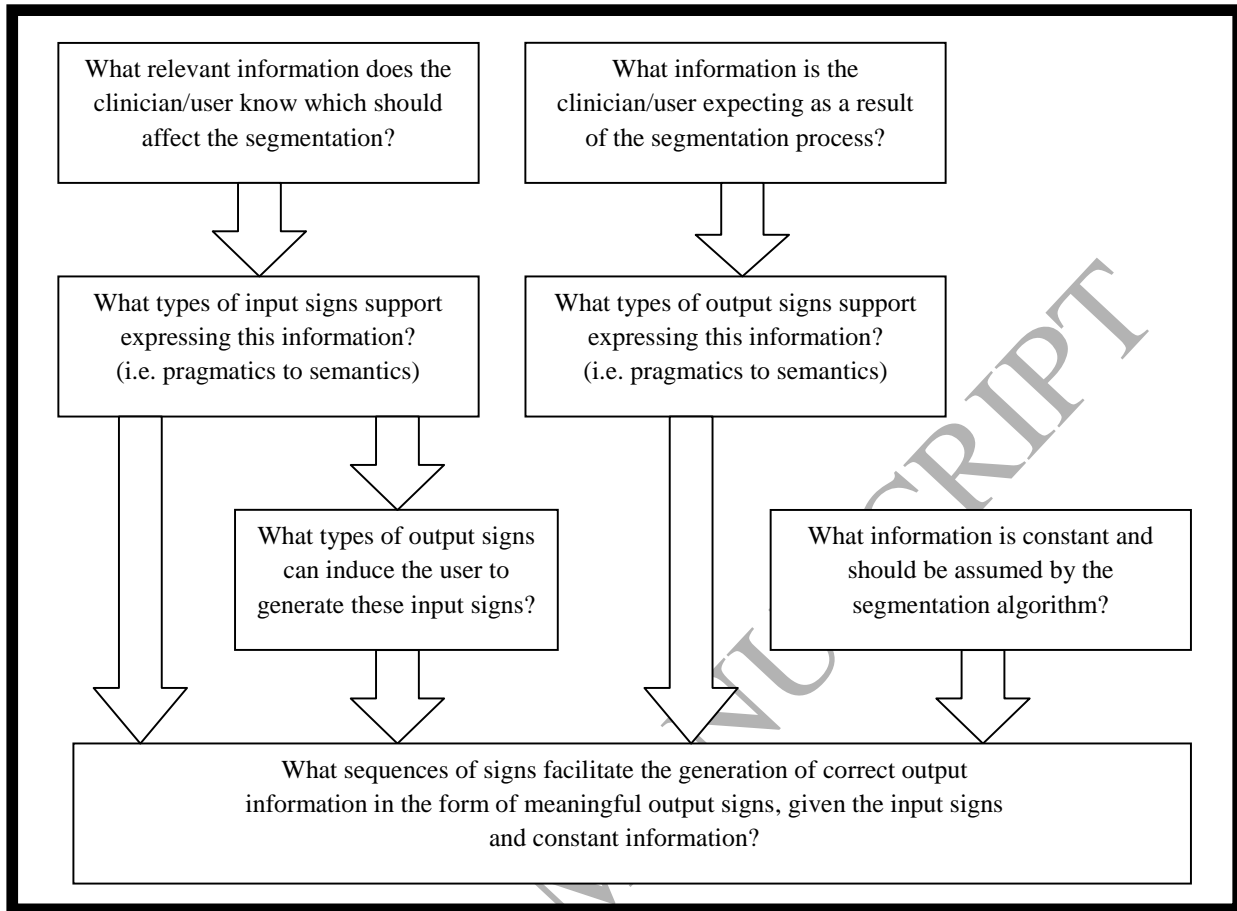 What relevant information does the
clinician/user know which should
affect the segmentation?
What information is the
clinician/user expecting as a result
of the segmentation process?
What types of input signs support
expressing this information?
(i.e. pragmatics to semantics)
What types of output signs support
expressing this information?
(i.e. pragmatics to semantics)
What types of output signs
can induce the user to
generate these input signs?
What information is constant and
should be assumed by the
segmentation algorithm?
What sequences of signs facilitate the generation of correct output
information in the form of meaningful output signs, given the input signs
and constant information?